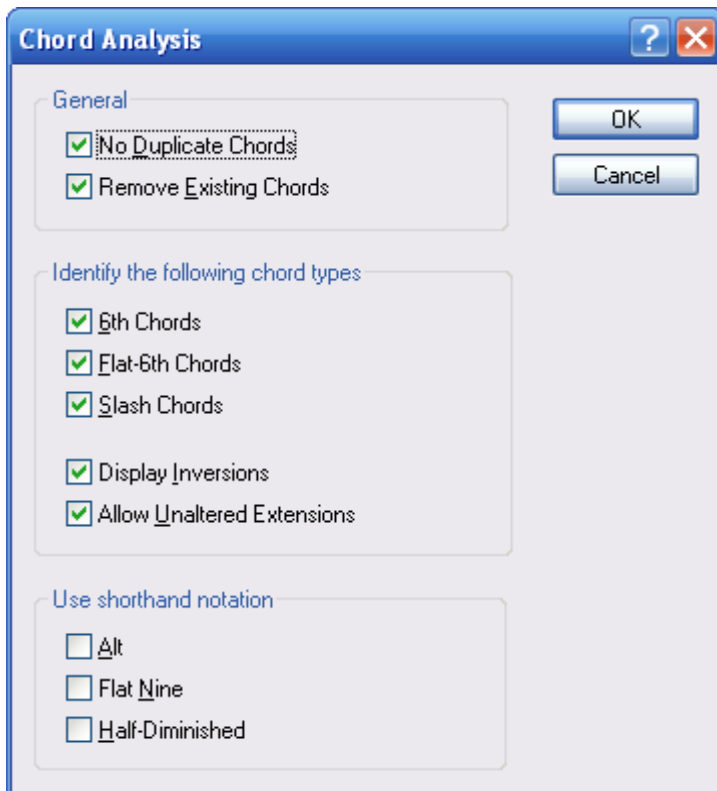 Chord Analysis
?
General
No Duplicate Chords
Remove Existing Chords
OK
Cancel
Identify the following chord types
6th Chords
Flat-6th Chords
Slash Chords
Display Inversions
Allow Unaltered Extensions
Use shorthand notation
Alt
Flat Nine
Half-Diminished